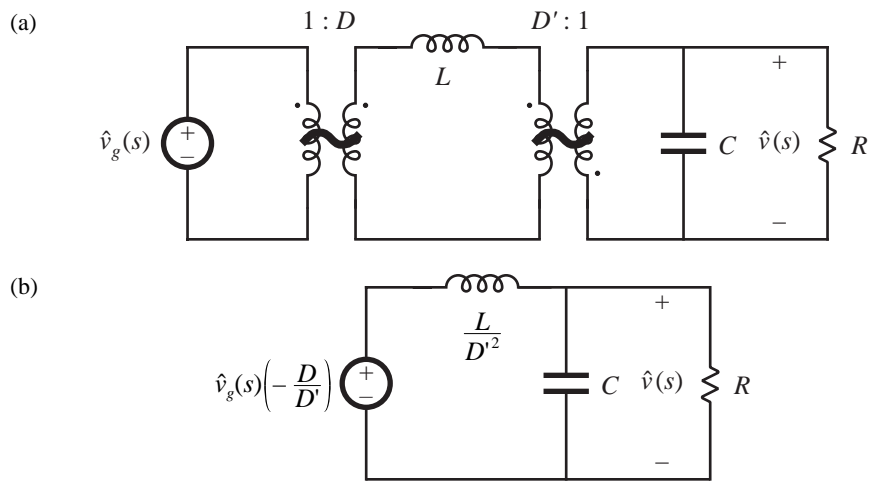 (a)
1 : D
D' : 1
L
v̂g(s)
+
−
C
v̂(s)
R
+
−
(b)
L
D'²
v̂g(s)(− D/D')
+
−
C
v̂(s)
R
+
−